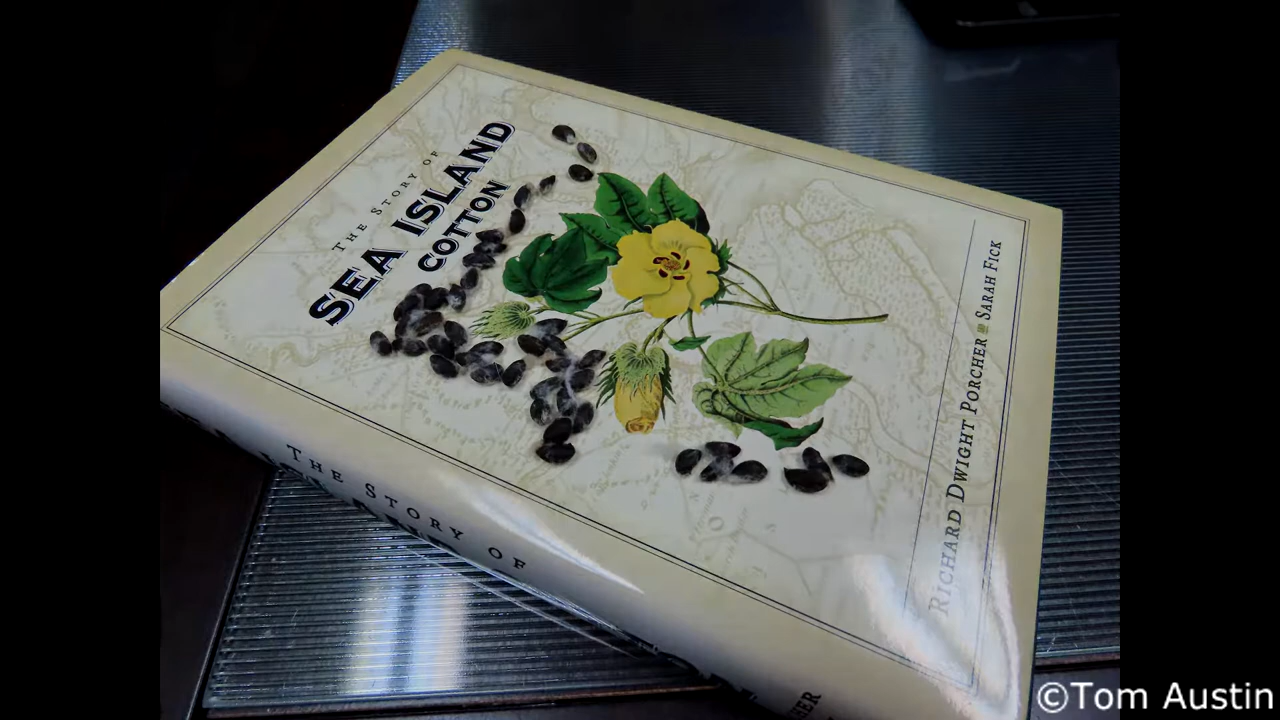 THE STORY OF
SEA ISLAND
COTTON
RICHARD DWIGHT PORCHER & SARAH FICK
THE STORY OF
©Tom Austin